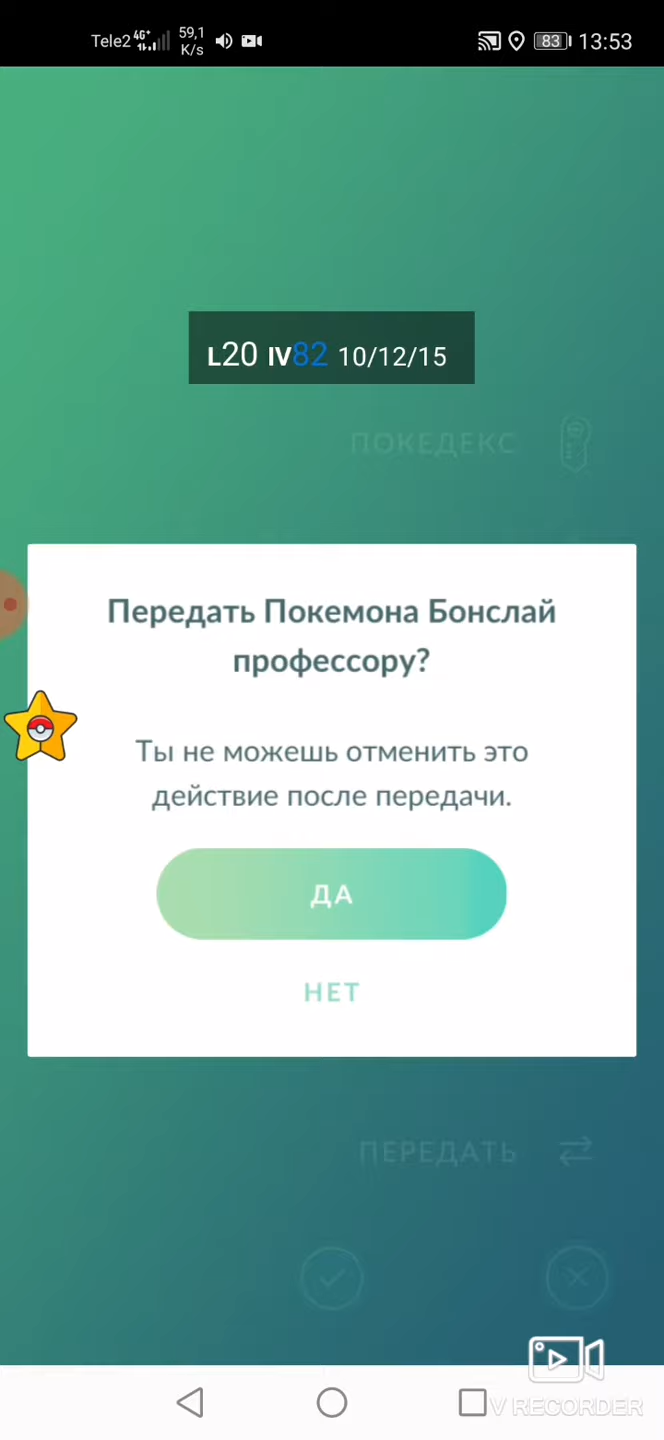 Tele2 4G+ 59,1 K/s 83 13:53
L20 IV82 10/12/15
ПОКЕДЕКС
Передать Покемона Бонслай
профессору?
Ты не можешь отменить это
действие после передачи.
ДА
НЕТ
ПЕРЕДАТЬ
V RECORDER